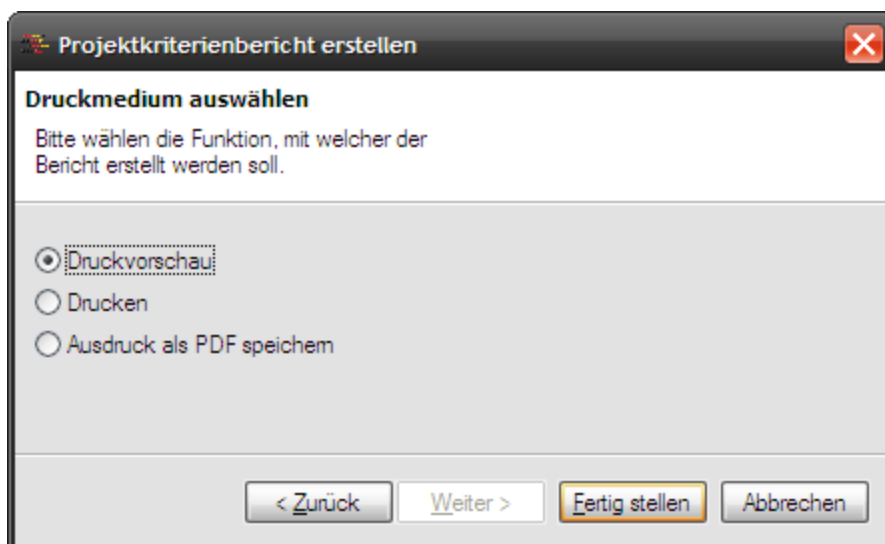 Projektkriterienbericht erstellen
Druckmedium auswählen
Bitte wählen die Funktion, mit welcher der
Bericht erstellt werden soll.
Druckvorschau
Drucken
Ausdruck als PDF speichern
< Zurück Weiter > Fertig stellen Abbrechen